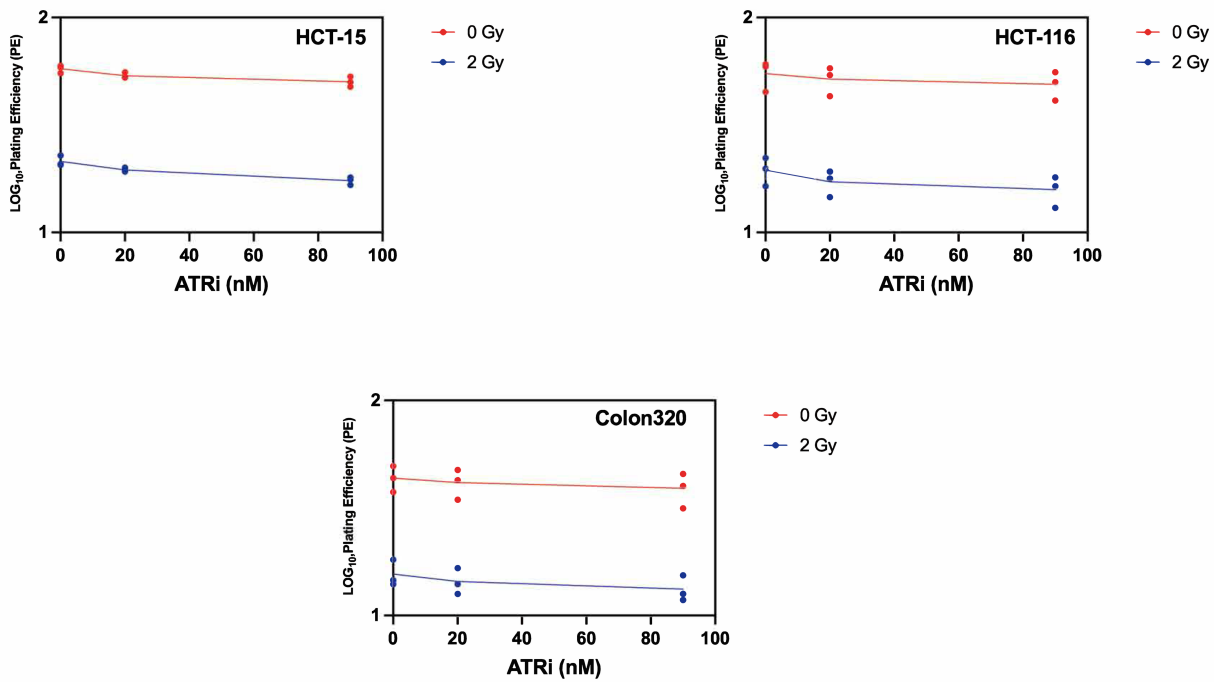 HCT-15
0 Gy
2 Gy
LOG₁₀,Plating Efficiency (PE)
2
1
0 20 40 60 80 100
ATRi (nM)
HCT-116
0 Gy
2 Gy
LOG₁₀,Plating Efficiency (PE)
2
1
0 20 40 60 80 100
ATRi (nM)
Colon320
0 Gy
2 Gy
LOG₁₀,Plating Efficiency (PE)
2
1
0 20 40 60 80 100
ATRi (nM)